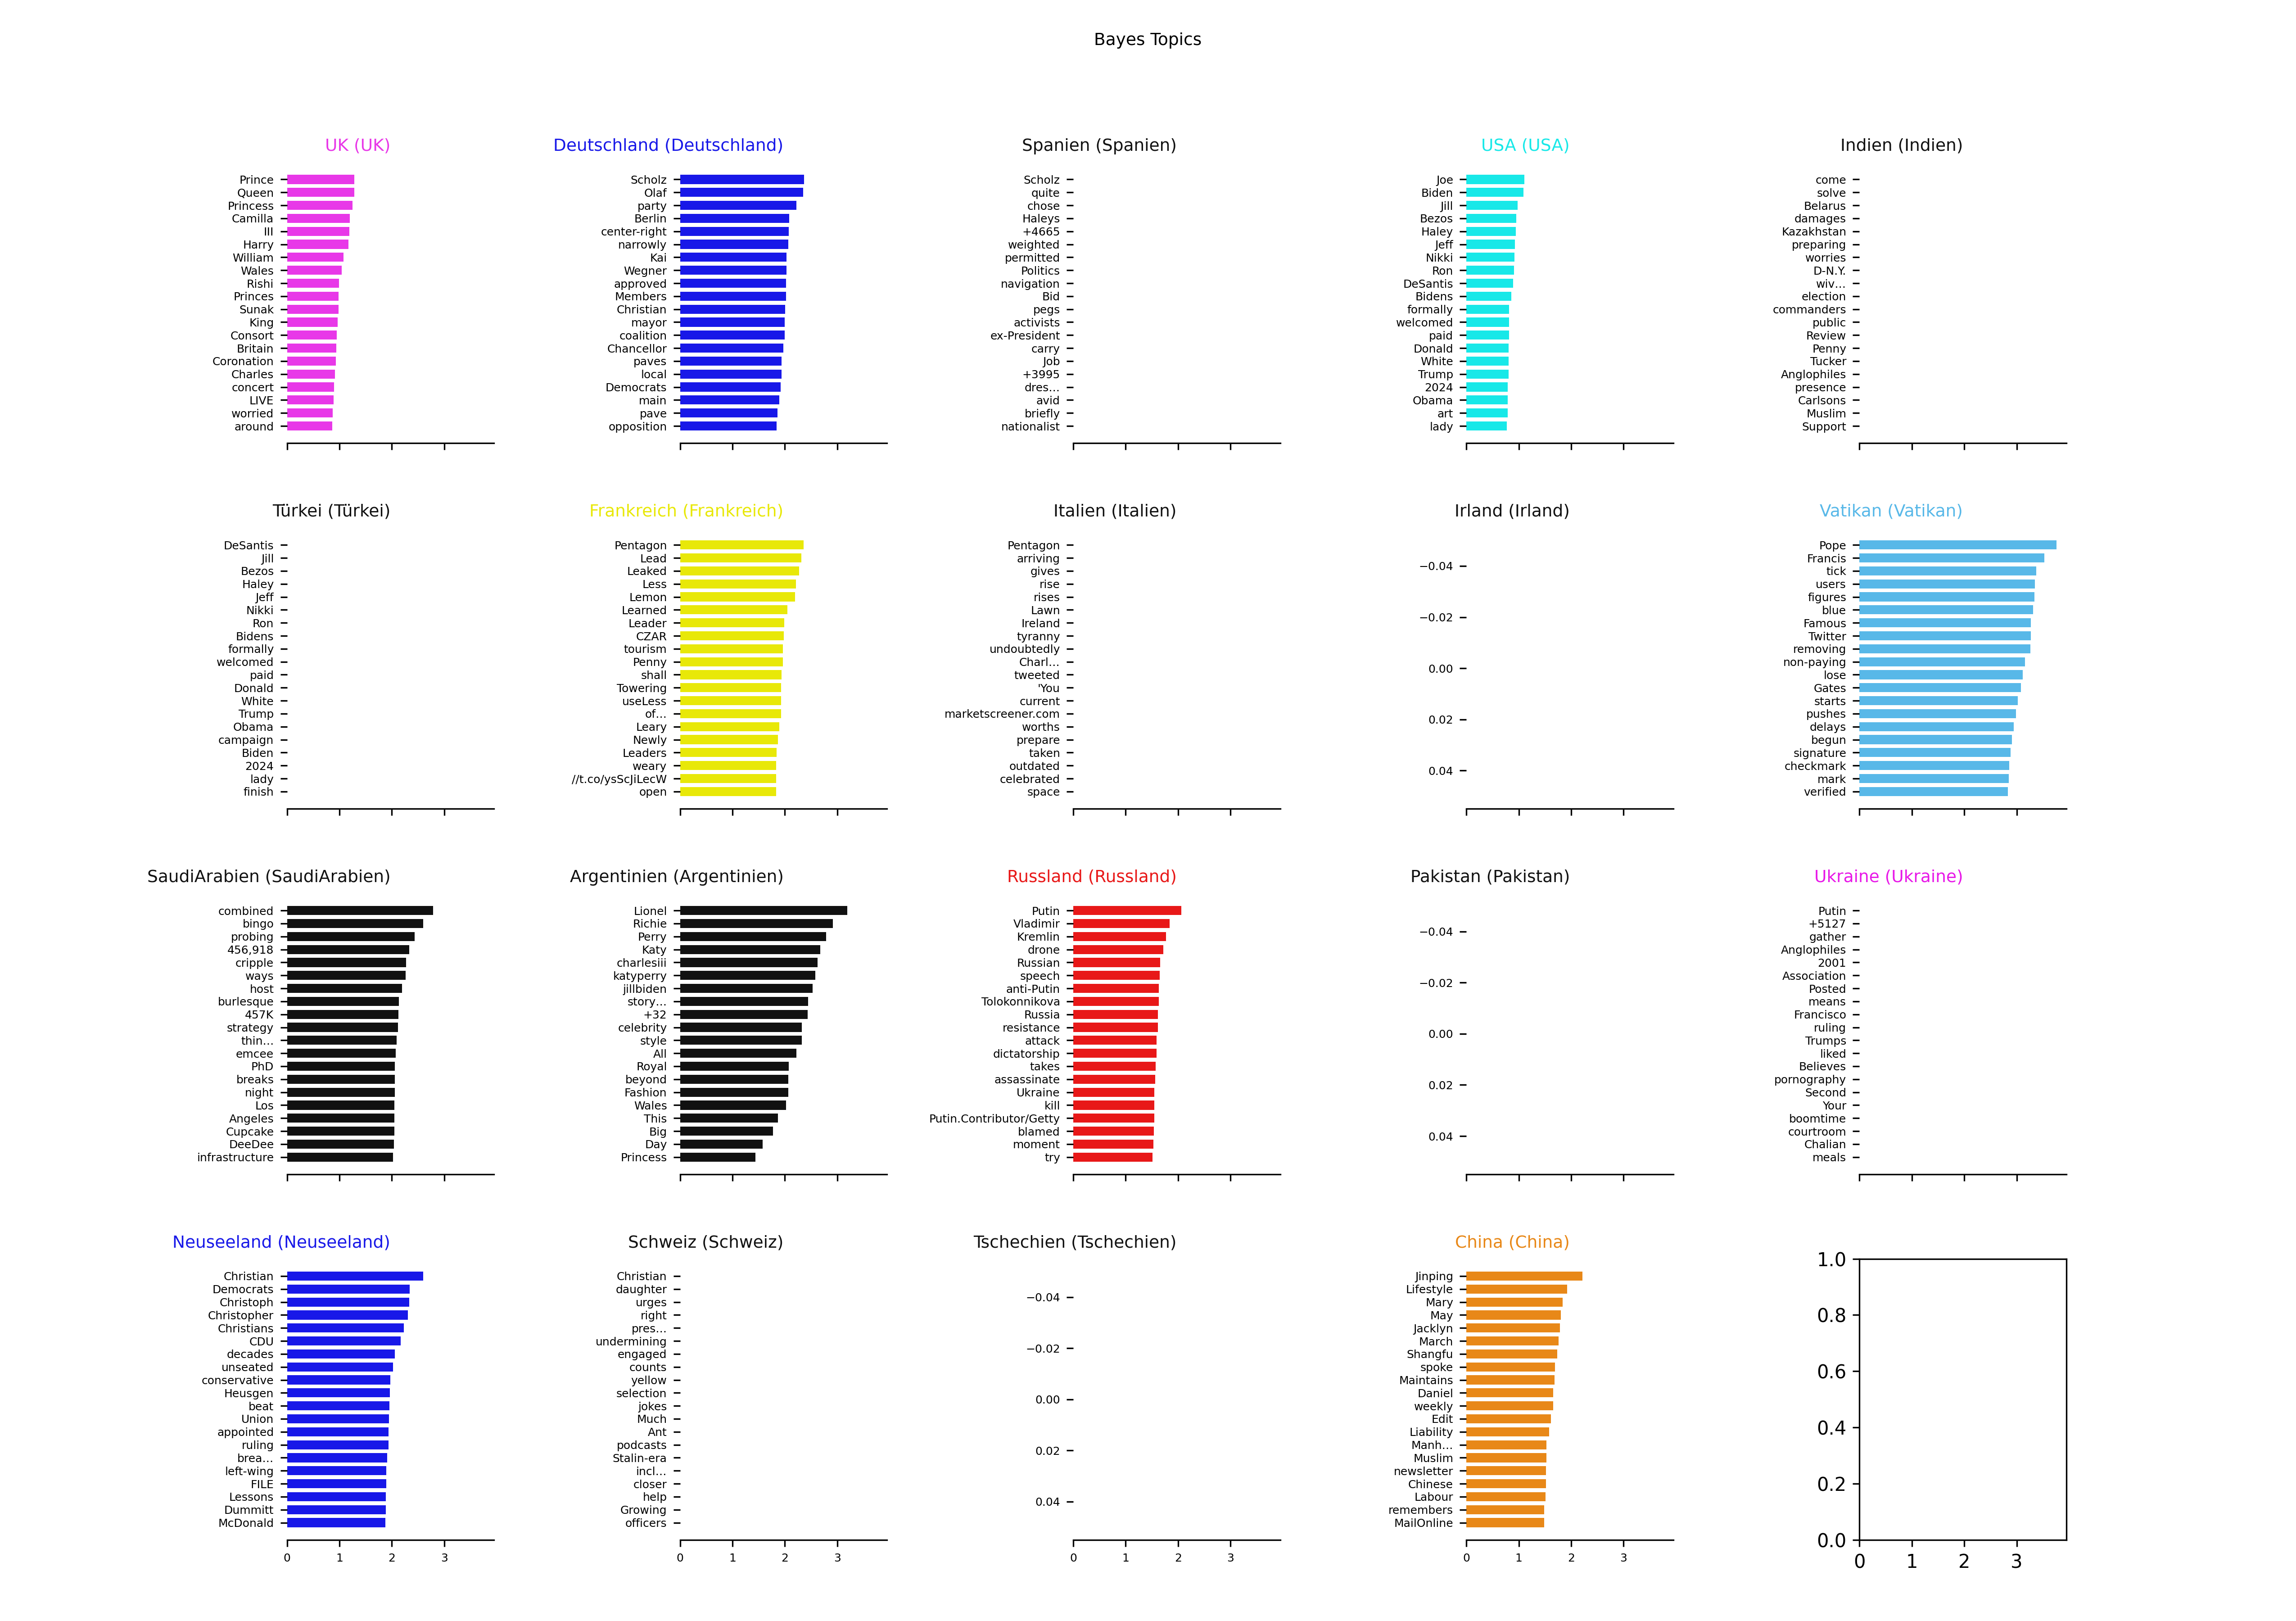 Bayes Topics
UK (UK)
Prince
Queen
Princess
Camilla
III
Harry
William
Wales
Rishi
Princes
Sunak
King
Consort
Britain
Coronation
Charles
concert
LIVE
worried
around
Deutschland (Deutschland)
Scholz
Olaf
party
Berlin
center-right
narrowly
Kai
Wegner
approved
Members
Christian
mayor
coalition
Chancellor
paves
local
Democrats
main
pave
opposition
Spanien (Spanien)
Scholz
quite
chose
Haleys
+4665
weighted
permitted
Politics
navigation
Bid
pegs
activists
ex-President
carry
Job
+3995
dres…
avid
briefly
nationalist
USA (USA)
Joe
Biden
Jill
Bezos
Haley
Jeff
Nikki
Ron
DeSantis
Bidens
formally
welcomed
paid
Donald
White
Trump
2024
Obama
art
lady
Indien (Indien)
come
solve
Belarus
damages
Kazakhstan
preparing
worries
D-N.Y.
wiv…
election
commanders
public
Review
Penny
Tucker
Anglophiles
presence
Carlsons
Muslim
Support
Türkei (Türkei)
DeSantis
Jill
Bezos
Haley
Jeff
Nikki
Ron
Bidens
formally
welcomed
paid
Donald
White
Trump
Obama
campaign
Biden
2024
lady
finish
Frankreich (Frankreich)
Pentagon
Lead
Leaked
Less
Lemon
Learned
Leader
CZAR
tourism
Penny
shall
Towering
useLess
of…
Leary
Newly
Leaders
weary
//t.co/ysScJiLecW
open
Italien (Italien)
Pentagon
arriving
gives
rise
rises
Lawn
Ireland
tyranny
undoubtedly
Charl…
tweeted
'You
current
marketscreener.com
worths
prepare
taken
outdated
celebrated
space
Irland (Irland)
−0.04
−0.02
0.00
0.02
0.04
Vatikan (Vatikan)
Pope
Francis
tick
users
figures
blue
Famous
Twitter
removing
non-paying
lose
Gates
starts
pushes
delays
begun
signature
checkmark
mark
verified
SaudiArabien (SaudiArabien)
combined
bingo
probing
456,918
cripple
ways
host
burlesque
457K
strategy
thin…
emcee
PhD
breaks
night
Los
Angeles
Cupcake
DeeDee
infrastructure
Argentinien (Argentinien)
Lionel
Richie
Perry
Katy
charlesiii
katyperry
jillbiden
story…
+32
celebrity
style
All
Royal
beyond
Fashion
Wales
This
Big
Day
Princess
Russland (Russland)
Putin
Vladimir
Kremlin
drone
Russian
speech
anti-Putin
Tolokonnikova
Russia
resistance
attack
dictatorship
takes
assassinate
Ukraine
kill
Putin.Contributor/Getty
blamed
moment
try
Pakistan (Pakistan)
−0.04
−0.02
0.00
0.02
0.04
Ukraine (Ukraine)
Putin
+5127
gather
Anglophiles
2001
Association
Posted
means
Francisco
ruling
Trumps
liked
Believes
pornography
Second
Your
boomtime
courtroom
Chalian
meals
Neuseeland (Neuseeland)
Christian
Democrats
Christoph
Christopher
Christians
CDU
decades
unseated
conservative
Heusgen
beat
Union
appointed
ruling
brea…
left-wing
FILE
Lessons
Dummitt
McDonald
0 1 2 3
Schweiz (Schweiz)
Christian
daughter
urges
right
pres…
undermining
engaged
counts
yellow
selection
jokes
Much
Ant
podcasts
Stalin-era
incl…
closer
help
Growing
officers
0 1 2 3
Tschechien (Tschechien)
−0.04
−0.02
0.00
0.02
0.04
0 1 2 3
China (China)
Jinping
Lifestyle
Mary
May
Jacklyn
March
Shangfu
spoke
Maintains
Daniel
weekly
Edit
Liability
Manh…
Muslim
newsletter
Chinese
Labour
remembers
MailOnline
0 1 2 3
1.0
0.8
0.6
0.4
0.2
0.0
0 1 2 3